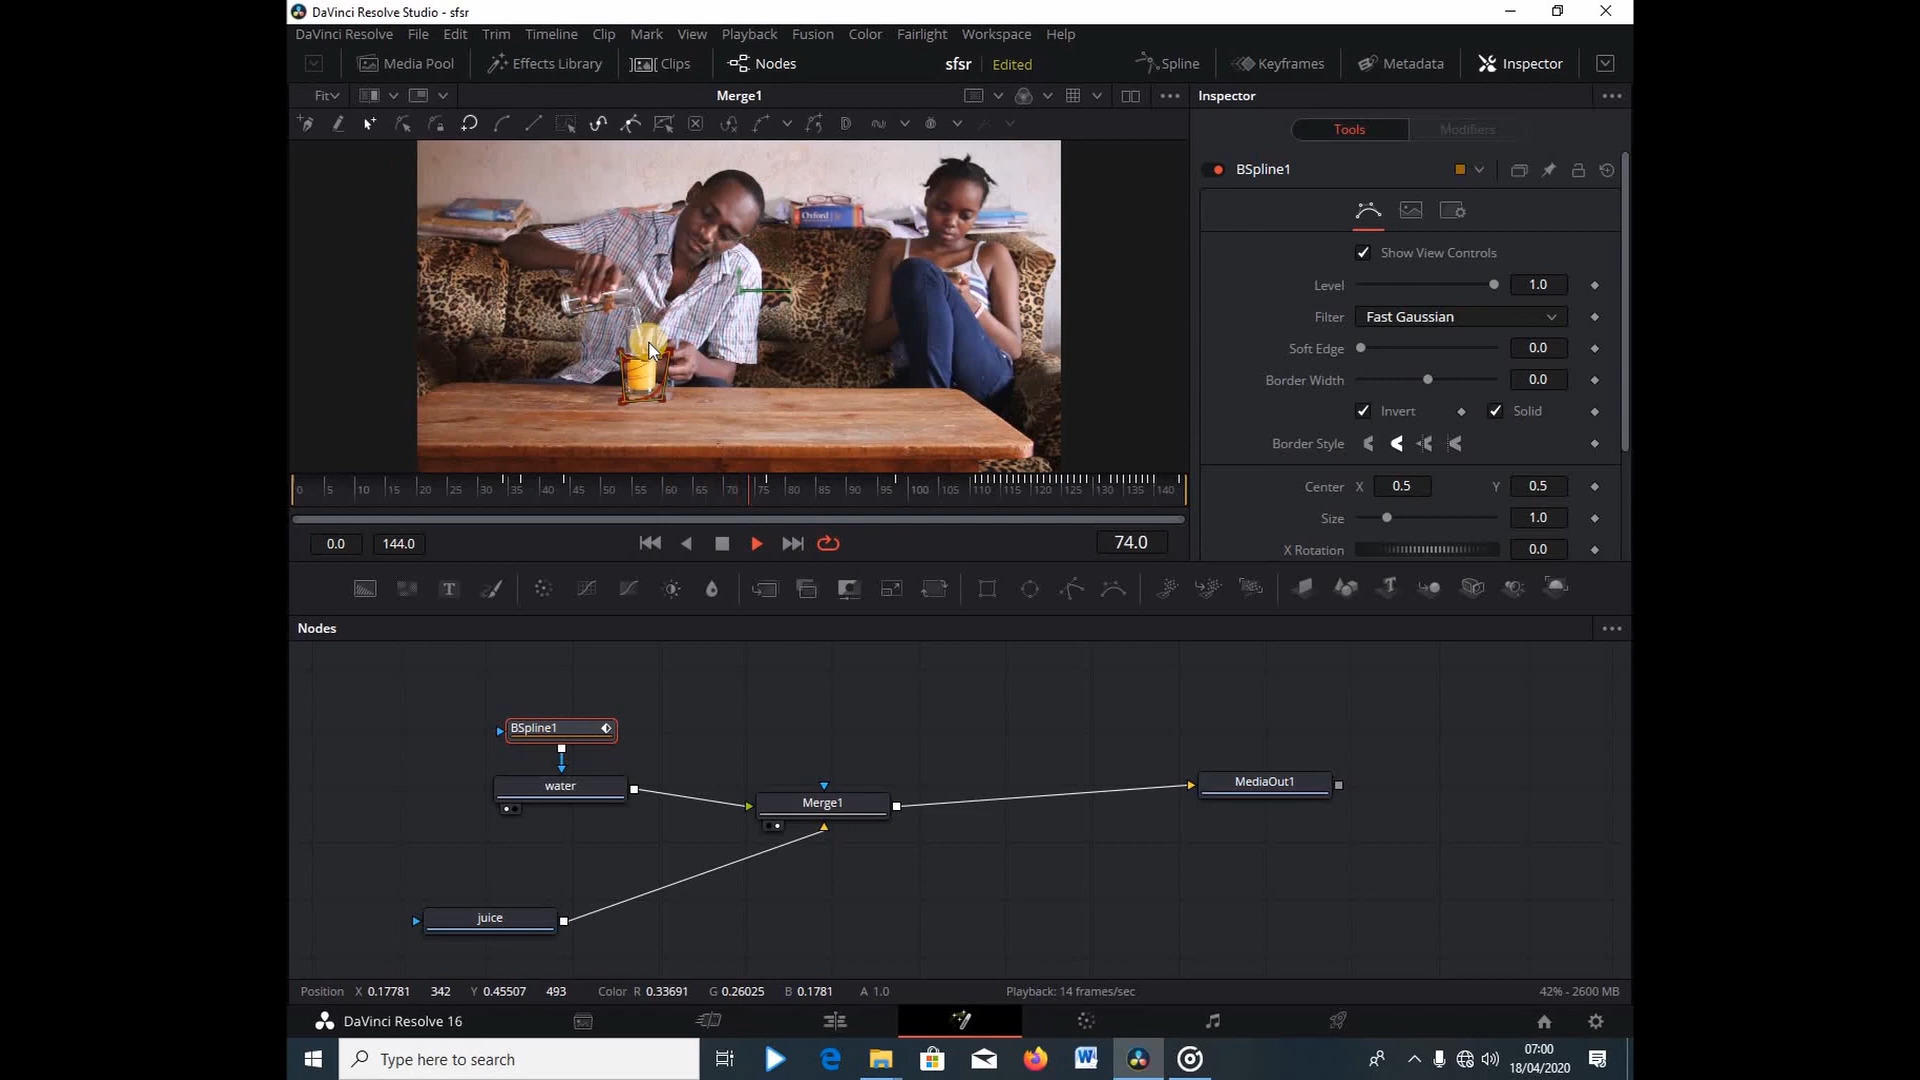 DaVinci Resolve Studio - sfsr
DaVinci Resolve File Edit Trim Timeline Clip Mark View Playback Fusion Color Fairlight Workspace Help
Media Pool Effects Library Clips Nodes sfsr Edited Spline Keyframes Metadata Inspector
Fit Merge1 Inspector
Tools Modifiers
BSpline1
Show View Controls
Level 1.0
Filter Fast Gaussian
Soft Edge 0.0
Border Width 0.0
Invert Solid
Border Style
Center X 0.5 Y 0.5
Size 1.0
X Rotation 0.0
Oxford
0 5 10 15 20 25 30 35 40 45 50 55 60 65 70 75 80 85 90 95 100 105 110 115 120 125 130 135 140
0.0 144.0 74.0
Nodes
BSpline1
water
Merge1
MediaOut1
juice
Position X 0.17781 342 Y 0.45507 493 Color R 0.33691 G 0.26025 B 0.1781 A 1.0 Playback: 14 frames/sec 42% - 2600 MB
DaVinci Resolve 16
Type here to search
07:00
18/04/2020